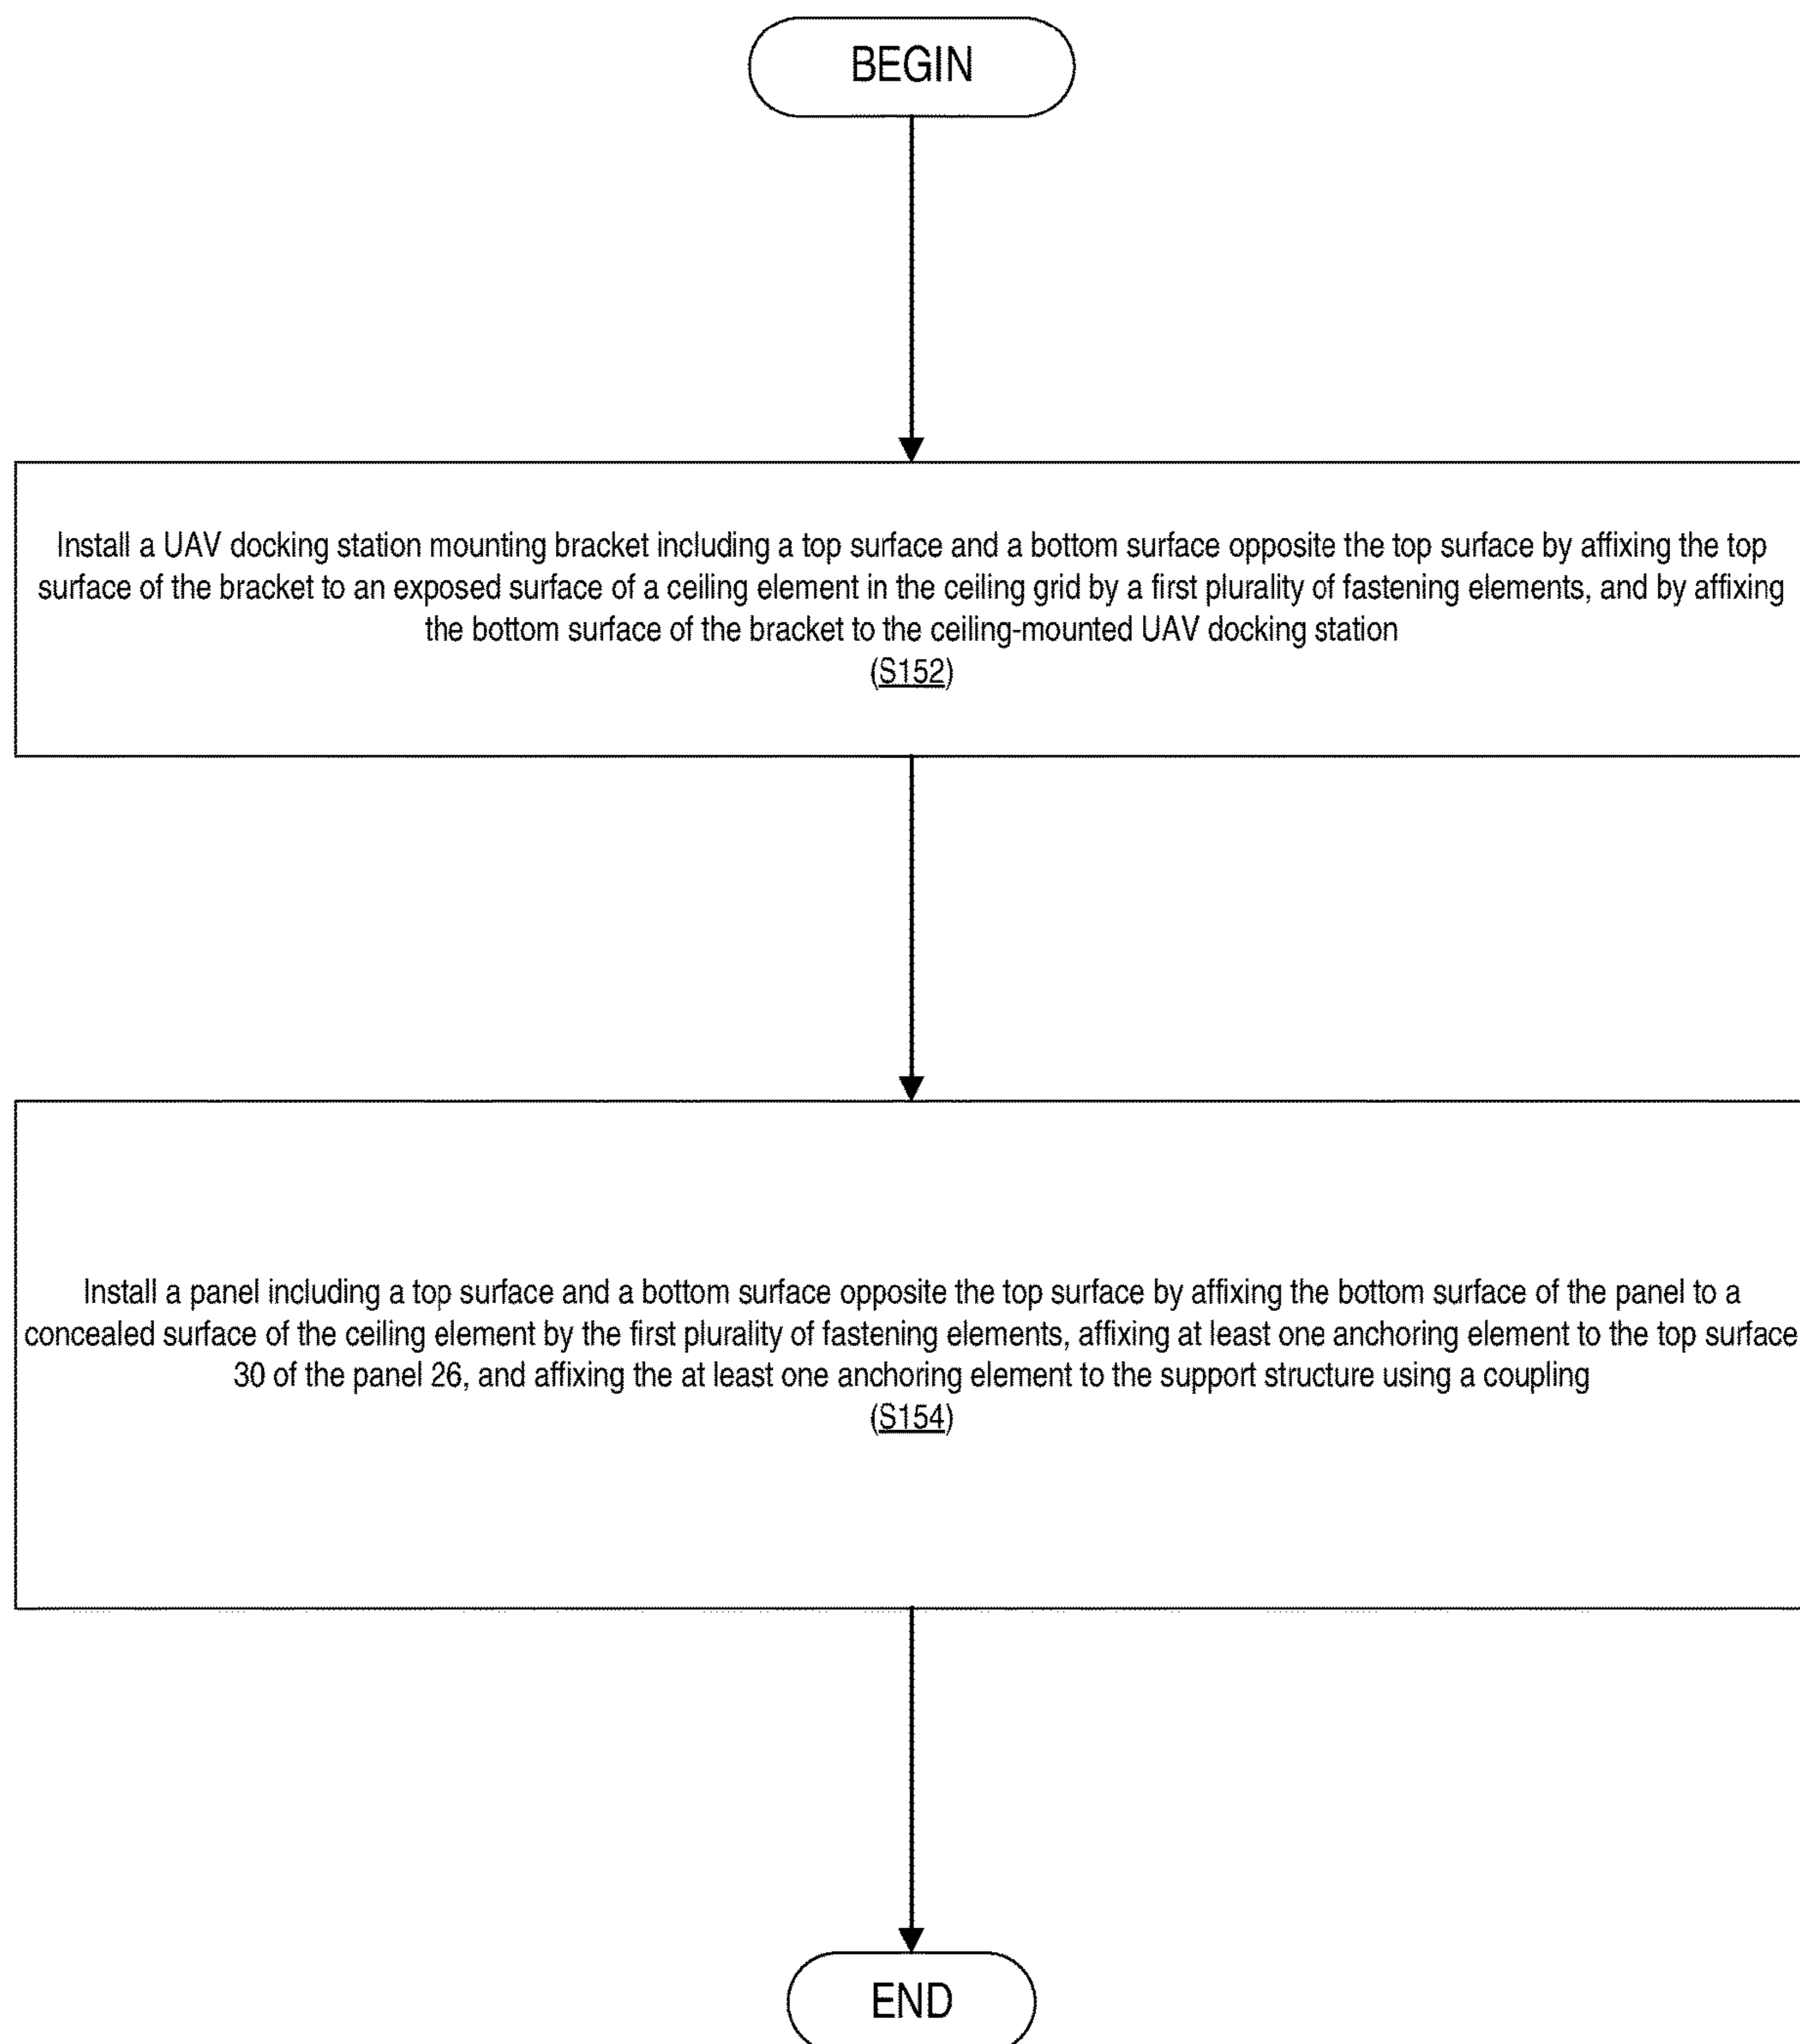 BEGIN
Install a UAV docking station mounting bracket including a top surface and a bottom surface opposite the top surface by affixing the top
surface of the bracket to an exposed surface of a ceiling element in the ceiling grid by a first plurality of fastening elements, and by affixing
the bottom surface of the bracket to the ceiling-mounted UAV docking station
(S152)
Install a panel including a top surface and a bottom surface opposite the top surface by affixing the bottom surface of the panel to a
concealed surface of the ceiling element by the first plurality of fastening elements, affixing at least one anchoring element to the top surface
30 of the panel 26, and affixing the at least one anchoring element to the support structure using a coupling
(S154)
END